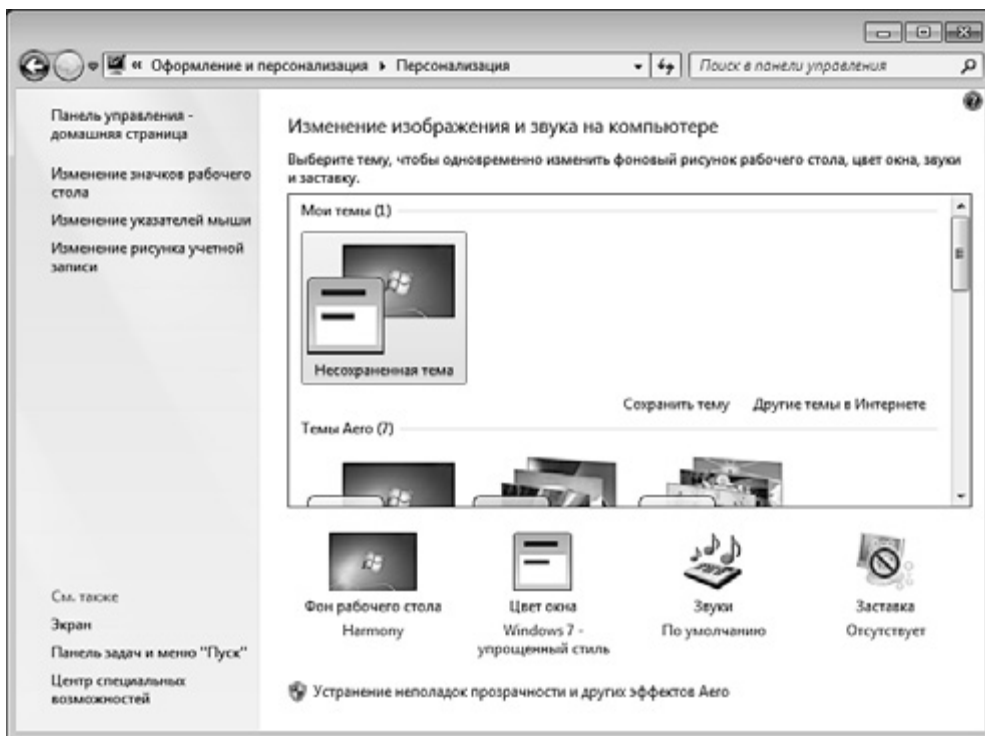 « Оформление и персонализация ▸ Персонализация
Поиск в панели управления
Панель управления -
домашняя страница
Изменение значков рабочего
стола
Изменение указателей мыши
Изменение рисунка учетной
записи
См. также
Экран
Панель задач и меню "Пуск"
Центр специальных
возможностей
Изменение изображения и звука на компьютере
Выберите тему, чтобы одновременно изменить фоновый рисунок рабочего стола, цвет окна, звуки
и заставку.
Мои темы (1)
Несохраненная тема
Сохранить тему Другие темы в Интернете
Темы Aero (7)
Фон рабочего стола
Harmony
Цвет окна
Windows 7 -
упрощенный стиль
Звуки
По умолчанию
Заставка
Отсутствует
Устранение неполадок прозрачности и других эффектов Aero